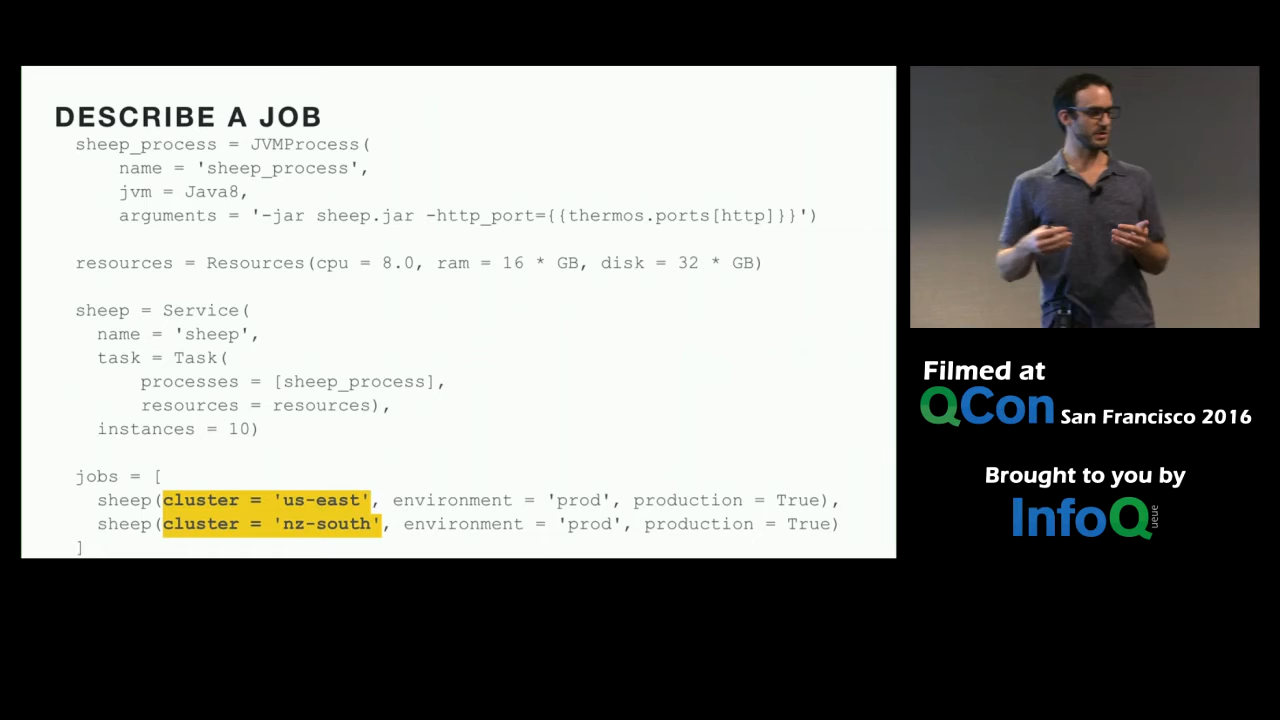 DESCRIBE A JOB
sheep_process = JVMProcess(
name = 'sheep_process',
jvm = Java8,
arguments = '-jar sheep.jar -http_port={{thermos.ports[http]}}')
resources = Resources(cpu = 8.0, ram = 16 * GB, disk = 32 * GB)
sheep = Service(
name = 'sheep',
task = Task(
processes = [sheep_process],
resources = resources),
instances = 10)
jobs = [
sheep(cluster = 'us-east', environment = 'prod', production = True),
sheep(cluster = 'nz-south', environment = 'prod', production = True)
]
Filmed at
QCon San Francisco 2016
Brought to you by
InfoQueue